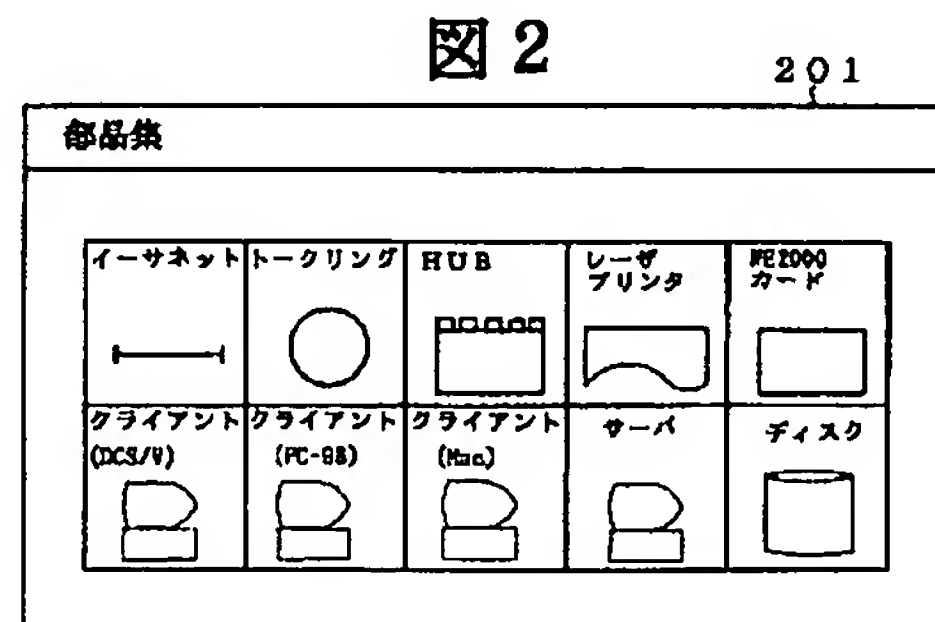 図2
201
部品集
イーサネット
トークリング
HUB
レーザ
プリンタ
NE2000
カード
クライアント
(DCS/V)
クライアント
(PC-98)
クライアント
(Mac)
サーバ
ディスク